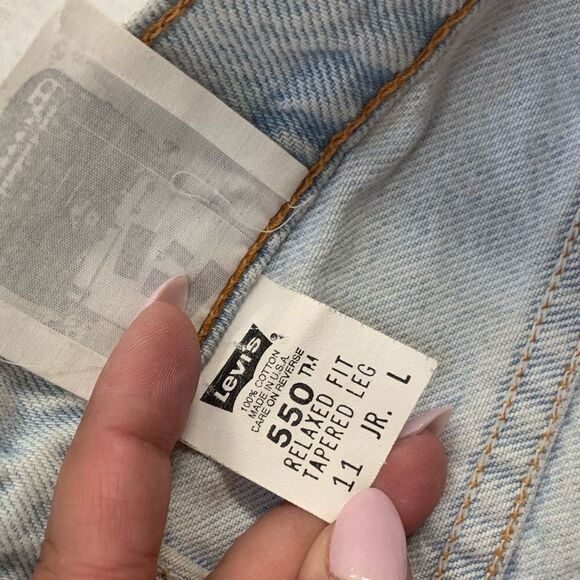 Levi's
100% COTTON
MADE IN U.S.A.
CARE ON REVERSE
550 TM.
RELAXED FIT
TAPERED LEG
11 JR. L